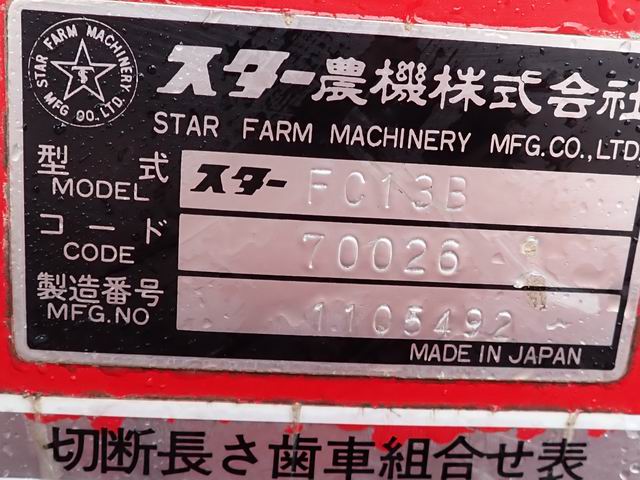 STAR FARM MACHINERY
MFG CO.LTD.
スター農機株式会社
STAR FARM MACHINERY MFG.CO.,LTD.
型式 スター FC13B
MODEL
コード 70026
CODE
製造番号 1105492
MFG.NO
MADE IN JAPAN
切断長さ歯車組合せ表